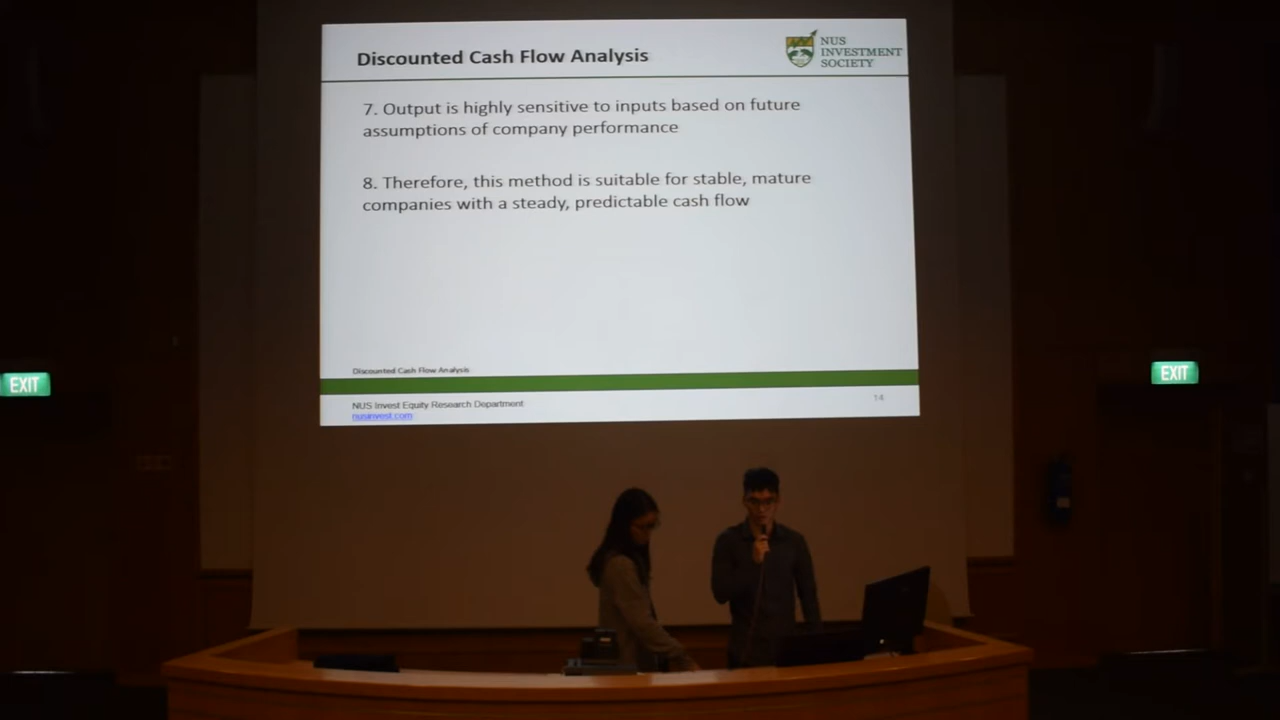 Discounted Cash Flow Analysis
NUS
INVESTMENT
SOCIETY
7. Output is highly sensitive to inputs based on future
assumptions of company performance
8. Therefore, this method is suitable for stable, mature
companies with a steady, predictable cash flow
Discounted Cash Flow Analysis
NUS Invest Equity Research Department
nusinvest.com
14
EXIT
EXIT